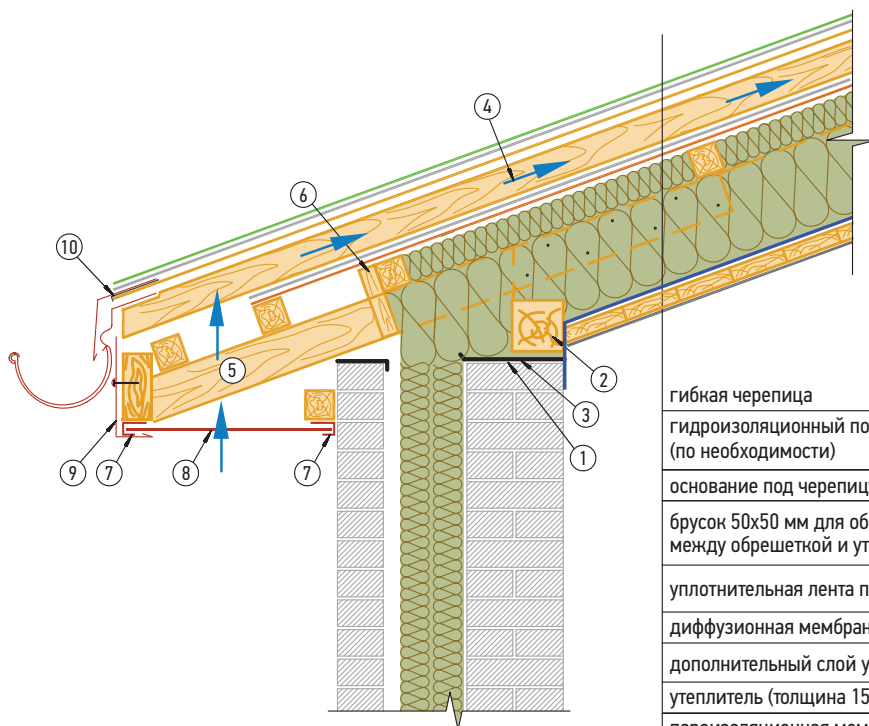 4
6
10
5
2
3
1
9
7
8
7
гибкая черепица
гидроизоляционный по
(по необходимости)
основание под черепицу
брусок 50х50 мм для об
между обрешеткой и ут
уплотнительная лента п
диффузионная мембран
дополнительный слой у
утеплитель (толщина 15